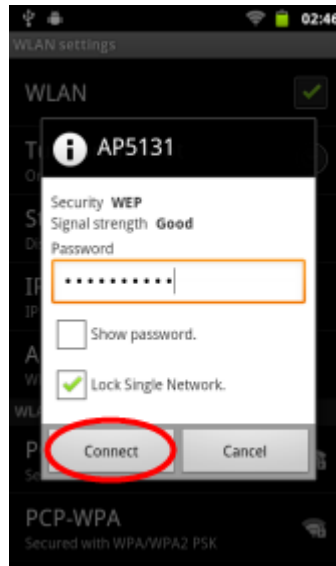 02:46
WLAN settings
WLAN
AP5131
Security WEP
Signal strength Good
Password
••••••••••
Show password.
Lock Single Network.
Connect Cancel
PCP-WPA
Secured with WPA/WPA2 PSK